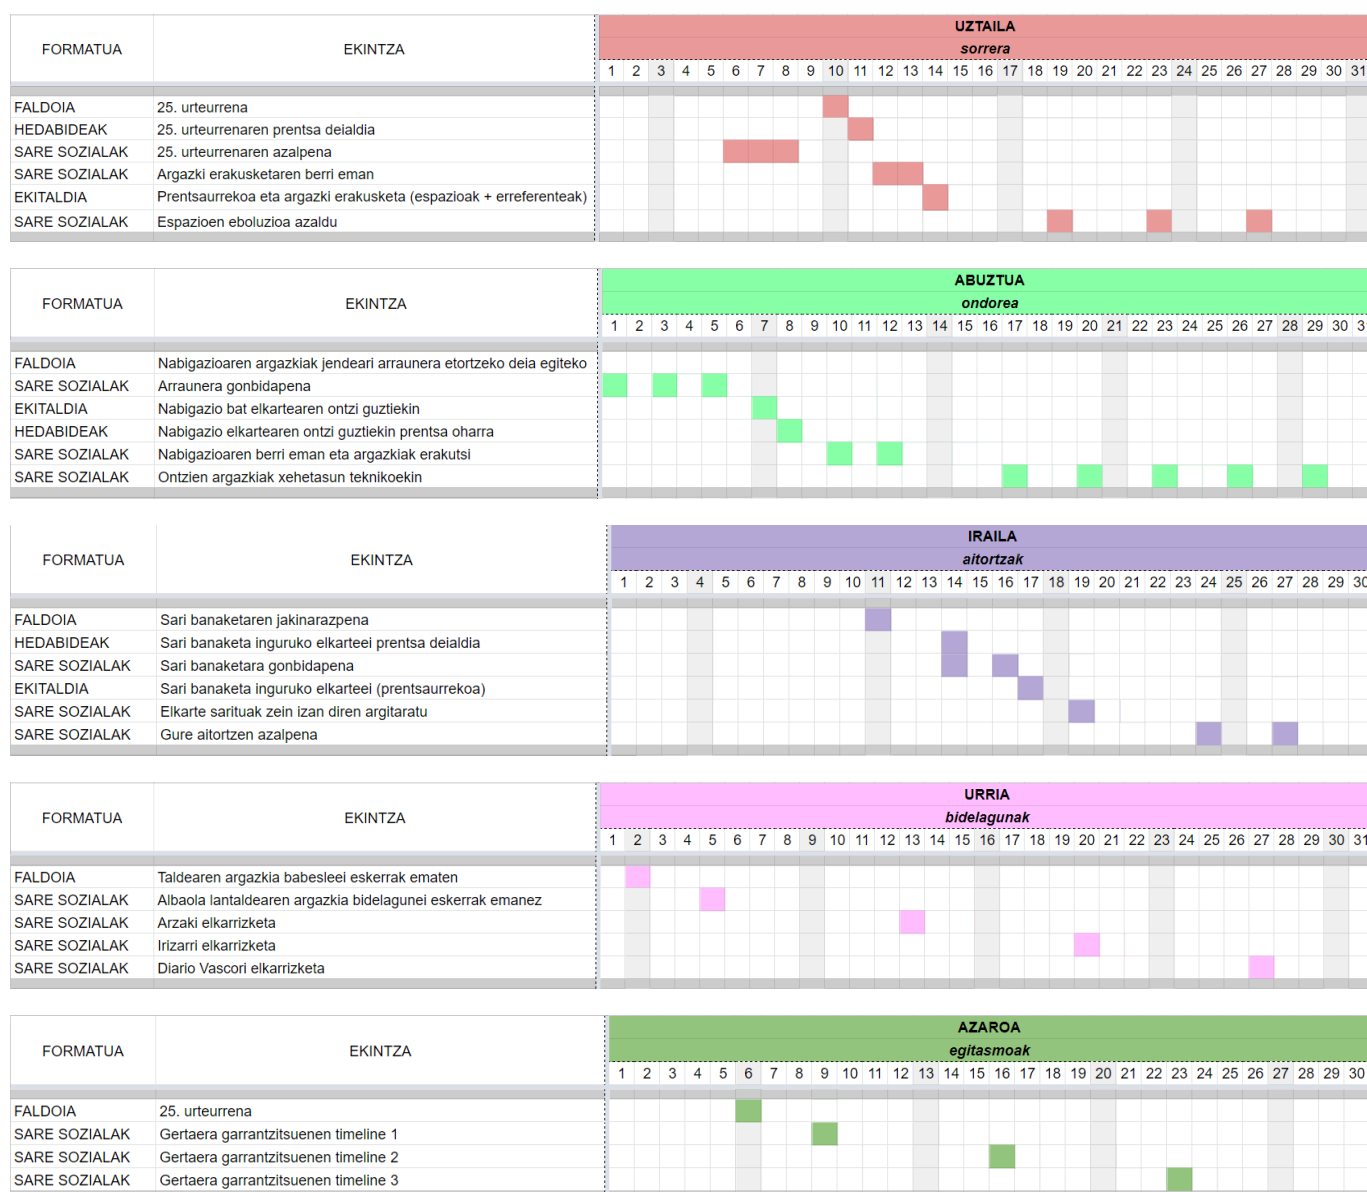 UZTAILA
FORMATUA EKINTZA sorrera
1 2 3 4 5 6 7 8 9 10 11 12 13 14 15 16 17 18 19 20 21 22 23 24 25 26 27 28 29 30 31
FALDOIA 25. urteurrena
HEDABIDEAK 25. urteurrenaren prentsa deialdia
SARE SOZIALAK 25. urteurrenaren azalpena
SARE SOZIALAK Argazki erakusketaren berri eman
EKITALDIA Prentsaurrekoa eta argazki erakusketa (espazioak + erreferenteak)
SARE SOZIALAK Espazioen eboluzioa azaldu
ABUZTUA
FORMATUA EKINTZA ondorea
1 2 3 4 5 6 7 8 9 10 11 12 13 14 15 16 17 18 19 20 21 22 23 24 25 26 27 28 29 30
FALDOIA Nabigazioaren argazkiak jendeari arraunera etortzeko deia egiteko
SARE SOZIALAK Arraunera gonbidapena
EKITALDIA Nabigazio bat elkartearen ontzi guztiekin
HEDABIDEAK Nabigazio elkartearen ontzi guztiekin prentsa oharra
SARE SOZIALAK Nabigazioaren berri eman eta argazkiak erakutsi
SARE SOZIALAK Ontzien argazkiak xehetasun teknikoekin
IRAILA
FORMATUA EKINTZA aitortzak
1 2 3 4 5 6 7 8 9 10 11 12 13 14 15 16 17 18 19 20 21 22 23 24 25 26 27 28 29 30
FALDOIA Sari banaketaren jakinarazpena
HEDABIDEAK Sari banaketa inguruko elkarteei prentsa deialdia
SARE SOZIALAK Sari banaketara gonbidapena
EKITALDIA Sari banaketa inguruko elkarteei (prentsaurrekoa)
SARE SOZIALAK Elkarte sarituak zein izan diren argitaratu
SARE SOZIALAK Gure aitortzen azalpena
URRIA
FORMATUA EKINTZA bidelagunak
1 2 3 4 5 6 7 8 9 10 11 12 13 14 15 16 17 18 19 20 21 22 23 24 25 26 27 28 29 30 31
FALDOIA Taldearen argazkia babesleei eskerrak ematen
SARE SOZIALAK Albaola lantaldearen argazkia bidelagunei eskerrak emanez
SARE SOZIALAK Arzaki elkarrizketa
SARE SOZIALAK Irizarri elkarrizketa
SARE SOZIALAK Diario Vascori elkarrizketa
AZAROA
FORMATUA EKINTZA egitasmoak
1 2 3 4 5 6 7 8 9 10 11 12 13 14 15 16 17 18 19 20 21 22 23 24 25 26 27 28 29 30
FALDOIA 25. urteurrena
SARE SOZIALAK Gertaera garrantzitsuenen timeline 1
SARE SOZIALAK Gertaera garrantzitsuenen timeline 2
SARE SOZIALAK Gertaera garrantzitsuenen timeline 3